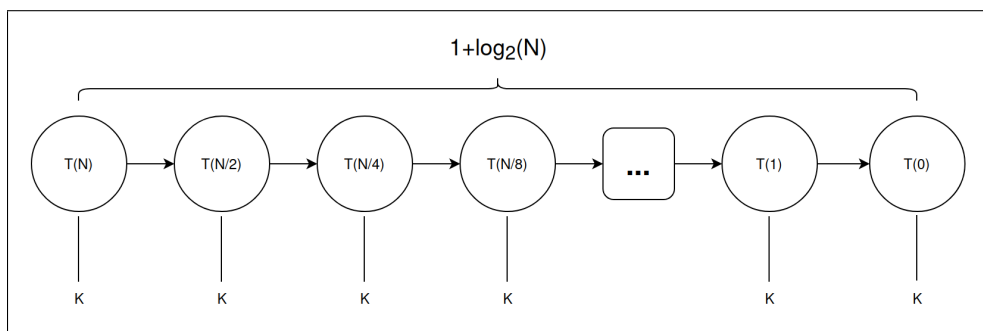 1+log₂(N)
T(N)
T(N/2)
T(N/4)
T(N/8)
...
T(1)
T(0)
K
K
K
K
K
K